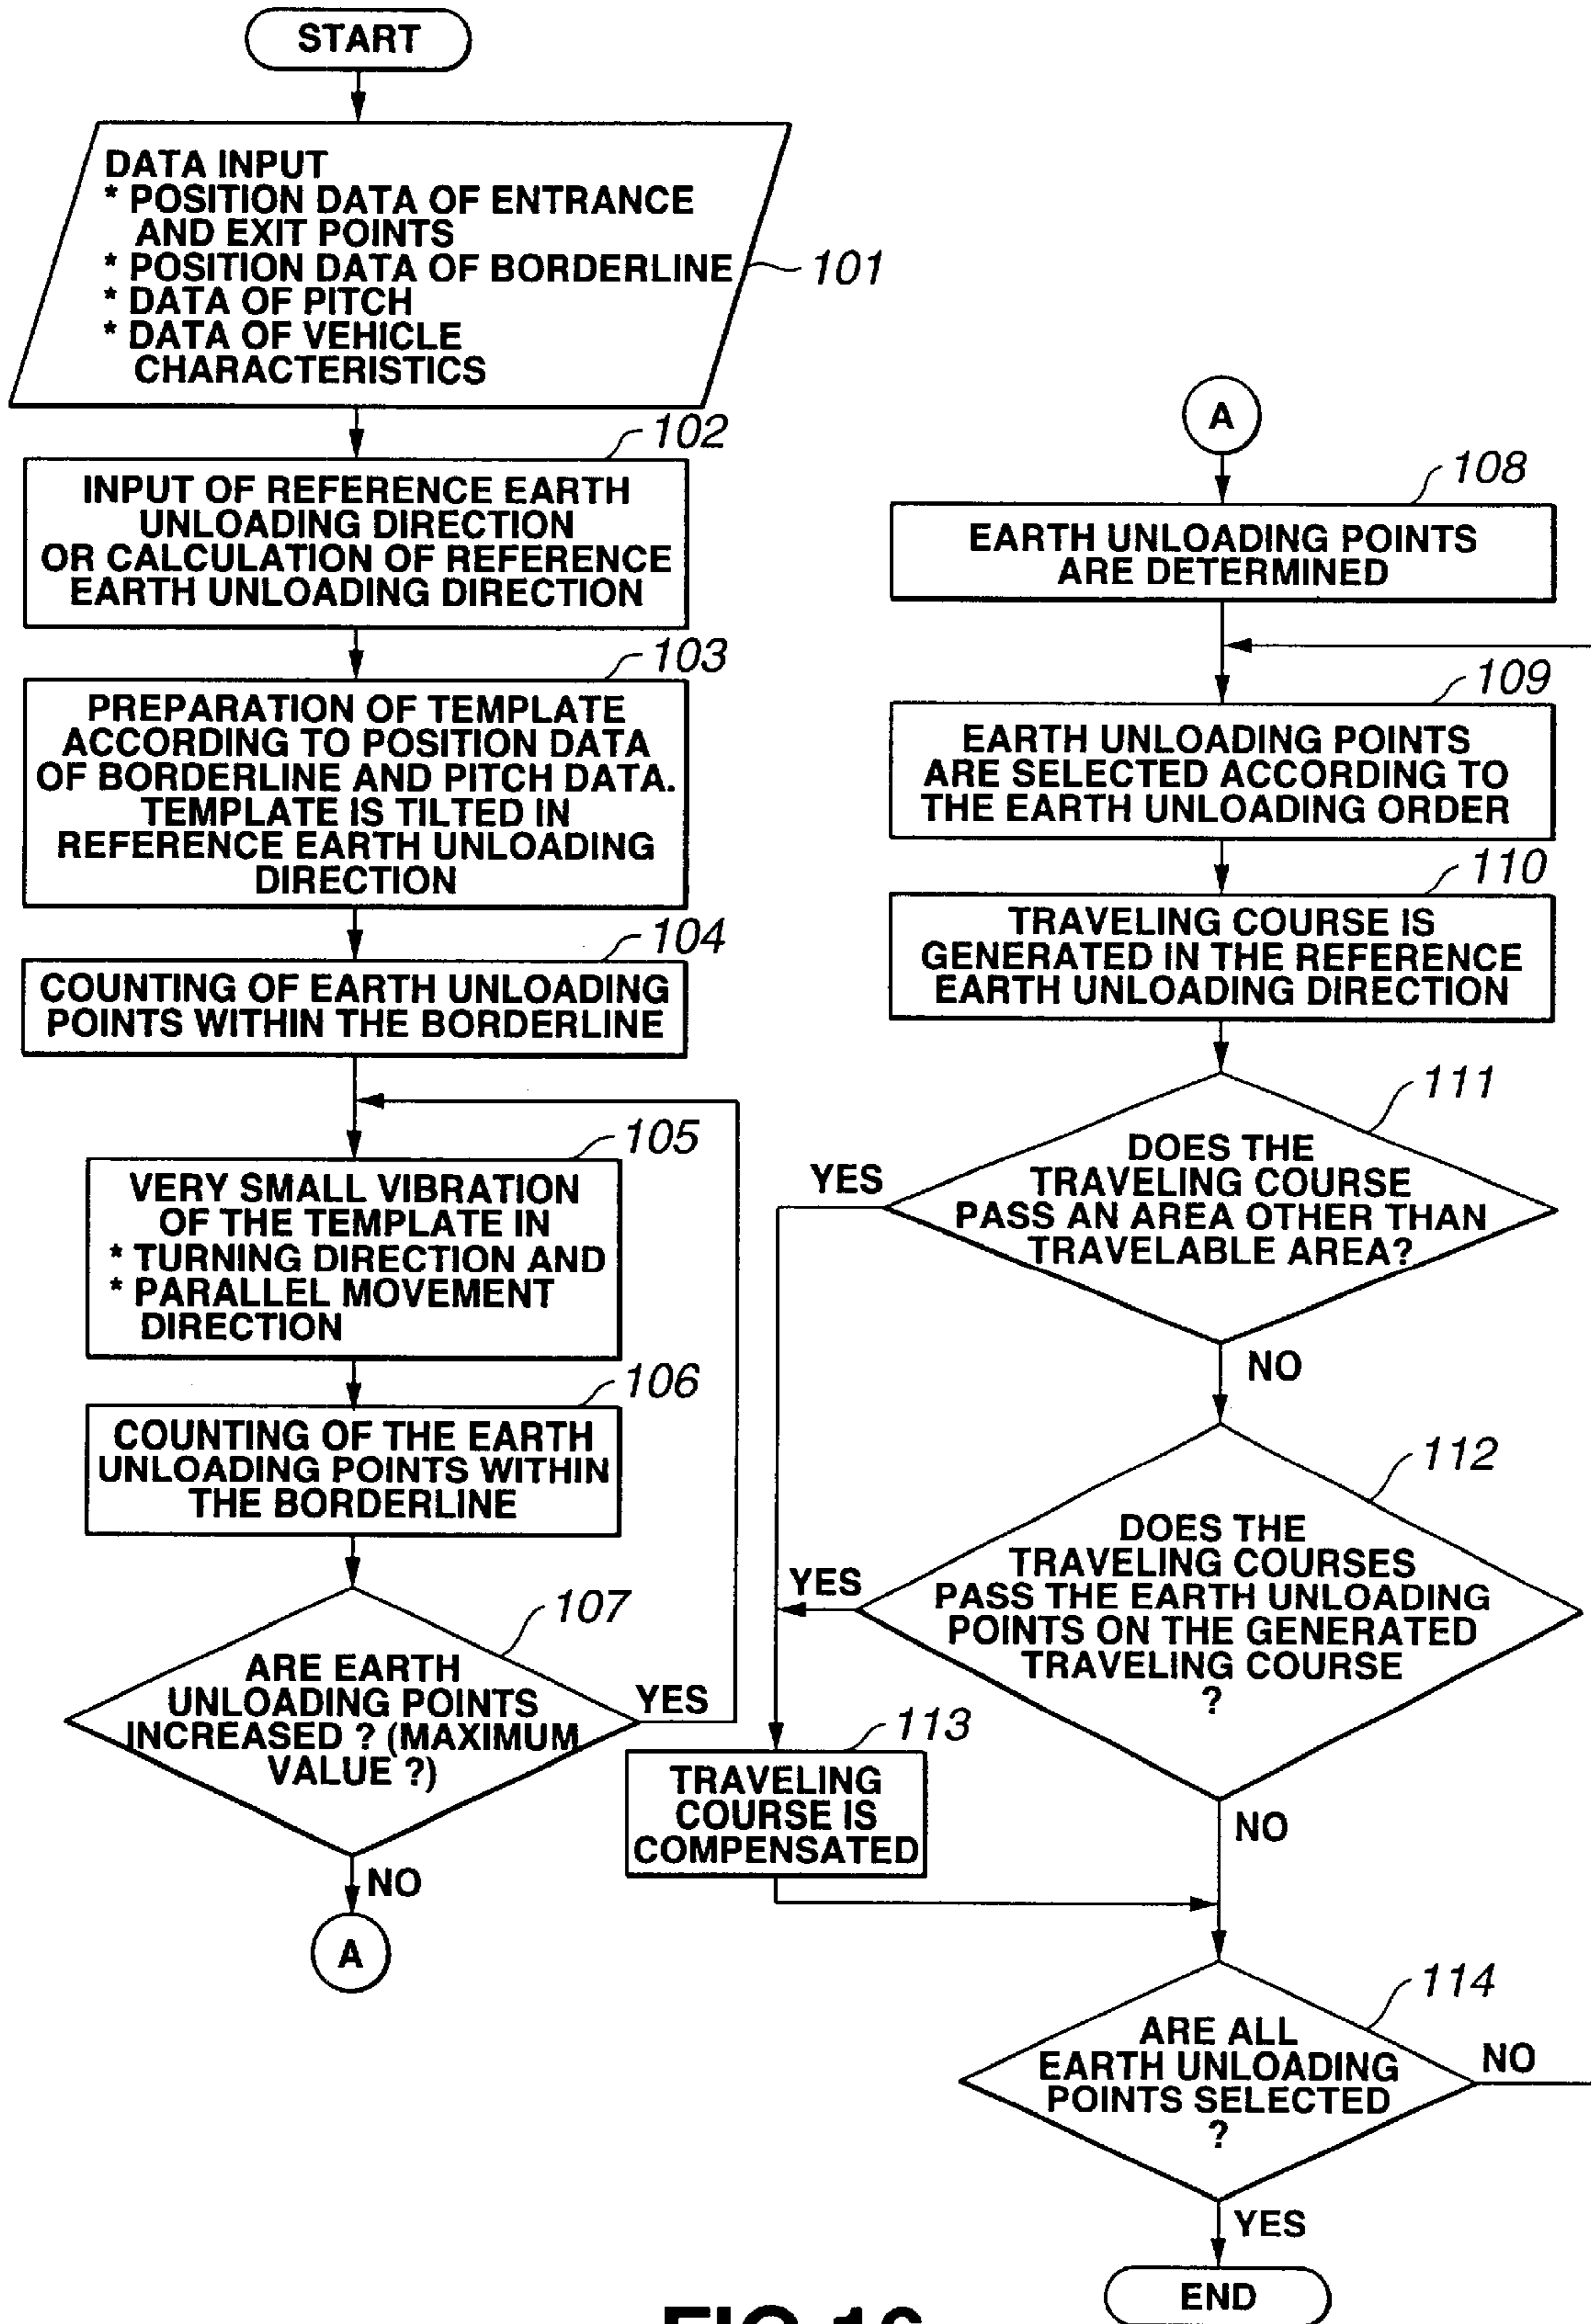 START
DATA INPUT
* POSITION DATA OF ENTRANCE
AND EXIT POINTS
* POSITION DATA OF BORDERLINE
* DATA OF PITCH
* DATA OF VEHICLE
CHARACTERISTICS
101
102
INPUT OF REFERENCE EARTH
UNLOADING DIRECTION
OR CALCULATION OF REFERENCE
EARTH UNLOADING DIRECTION
103
PREPARATION OF TEMPLATE
ACCORDING TO POSITION DATA
OF BORDERLINE AND PITCH DATA.
TEMPLATE IS TILTED IN
REFERENCE EARTH UNLOADING
DIRECTION
104
COUNTING OF EARTH UNLOADING
POINTS WITHIN THE BORDERLINE
105
VERY SMALL VIBRATION
OF THE TEMPLATE IN
* TURNING DIRECTION AND
* PARALLEL MOVEMENT
DIRECTION
106
COUNTING OF THE EARTH
UNLOADING POINTS WITHIN
THE BORDERLINE
107
ARE EARTH
UNLOADING POINTS
INCREASED ? (MAXIMUM
VALUE ?)
YES
NO
A
A
108
EARTH UNLOADING POINTS
ARE DETERMINED
109
EARTH UNLOADING POINTS
ARE SELECTED ACCORDING TO
THE EARTH UNLOADING ORDER
110
TRAVELING COURSE IS
GENERATED IN THE REFERENCE
EARTH UNLOADING DIRECTION
111
DOES THE
TRAVELING COURSE
PASS AN AREA OTHER THAN
TRAVELABLE AREA?
YES
NO
112
DOES THE
TRAVELING COURSES
PASS THE EARTH UNLOADING
POINTS ON THE GENERATED
TRAVELING COURSE
?
YES
NO
113
TRAVELING
COURSE IS
COMPENSATED
114
ARE ALL
EARTH UNLOADING
POINTS SELECTED
?
NO
YES
END